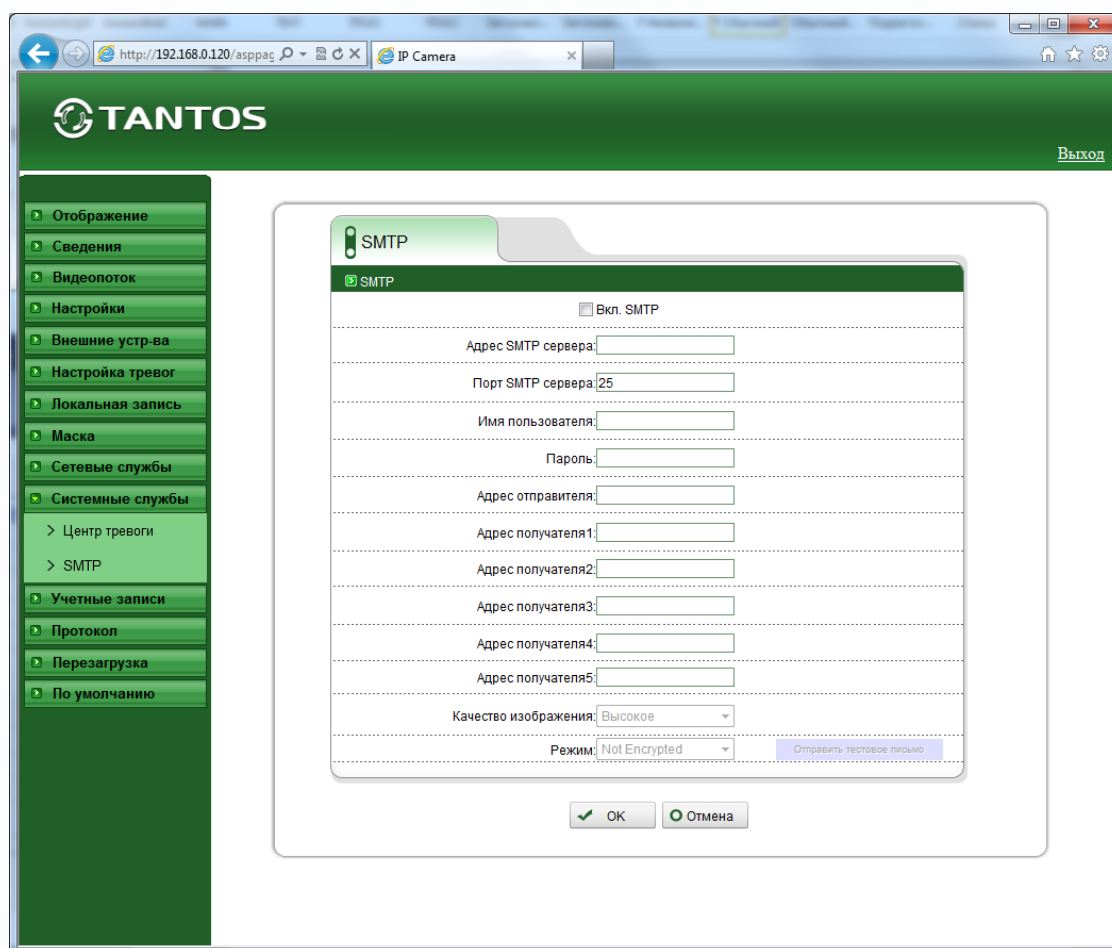 http://192.168.0.120/asppag
IP Camera
TANTOS
Выход
Отображение
Сведения
Видеопоток
Настройки
Внешние устр-ва
Настройка тревог
Локальная запись
Маска
Сетевые службы
Системные службы
Центр тревоги
SMTP
Учетные записи
Протокол
Перезагрузка
По умолчанию
SMTP
SMTP
Вкл. SMTP
Адрес SMTP сервера:
Порт SMTP сервера: 25
Имя пользователя:
Пароль:
Адрес отправителя:
Адрес получателя1:
Адрес получателя2:
Адрес получателя3:
Адрес получателя4:
Адрес получателя5:
Качество изображения: Высокое
Режим: Not Encrypted Отправить тестовое письмо
OK Отмена